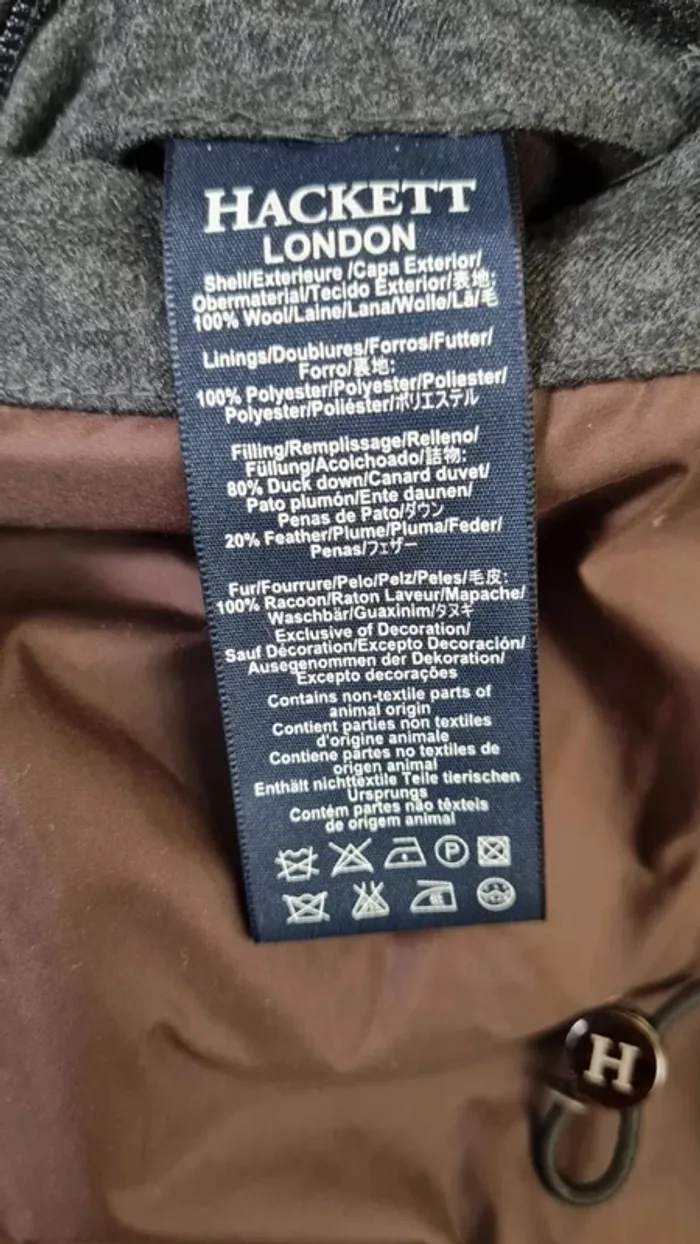 HACKETT
LONDON
Shell/Exterieure /Capa Exterior/
Obermaterial/Tecido Exterior/表地:
100% Wool/Laine/Lana/Wolle/Lã/毛
Linings/Doublures/Forros/Futter/
Forro/裏地:
100% Polyester/Polyester/Poliester/
Polyester/Poliéster/ポリエステル
Filling/Remplissage/Relleno/
Füllung/Acolchoado/詰物:
80% Duck down/Canard duvet/
Pato plumón/Ente daunen/
Penas de Pato/ダウン
20% Feather/Plume/Pluma/Feder/
Penas/フェザー
Fur/Fourrure/Pelo/Pelz/Peles/毛皮:
100% Racoon/Raton Laveur/Mapache/
Waschbär/Guaxinim/タヌキ
Exclusive of Decoration/
Sauf Décoration/Excepto Decoración/
Ausegenommen der Dekoration/
Excepto decorações
Contains non-textile parts of
animal origin
Contient parties non textiles
d'origine animale
Contiene partes no textiles de
origen animal
Enthält nichttextile Teile tierischen
Ursprungs
Contém partes não têxteis
de origem animal
P
H